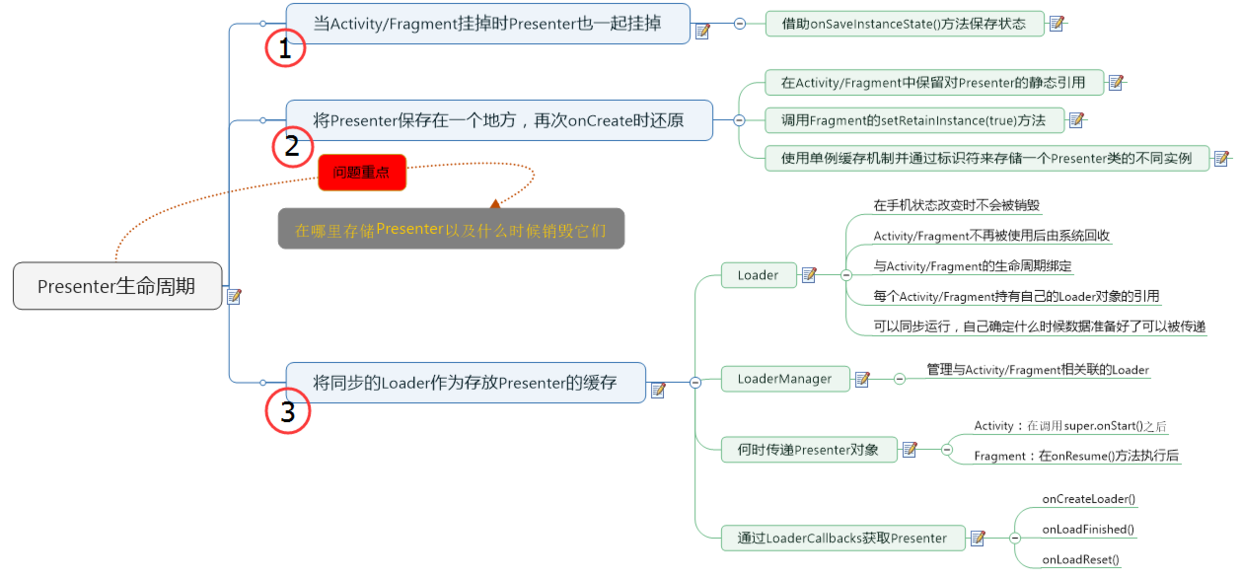 当Activity/Fragment挂掉时Presenter也一起挂掉
借助onSaveInstanceState()方法保存状态
1
将Presenter保存在一个地方，再次onCreate时还原
在Activity/Fragment中保留对Presenter的静态引用
调用Fragment的setRetainInstance(true)方法
使用单例缓存机制并通过标识符来存储一个Presenter类的不同实例
2
问题重点
在哪里存储Presenter以及什么时候销毁它们
Presenter生命周期
将同步的Loader作为存放Presenter的缓存
3
Loader
在手机状态改变时不会被销毁
Activity/Fragment不再被使用后由系统回收
与Activity/Fragment的生命周期绑定
每个Activity/Fragment持有自己的Loader对象的引用
可以同步运行，自己确定什么时候数据准备好了可以被传递
LoaderManager
管理与Activity/Fragment相关联的Loader
何时传递Presenter对象
Activity：在调用super.onStart()之后
Fragment：在onResume()方法执行后
通过LoaderCallbacks获取Presenter
onCreateLoader()
onLoadFinished()
onLoadReset()